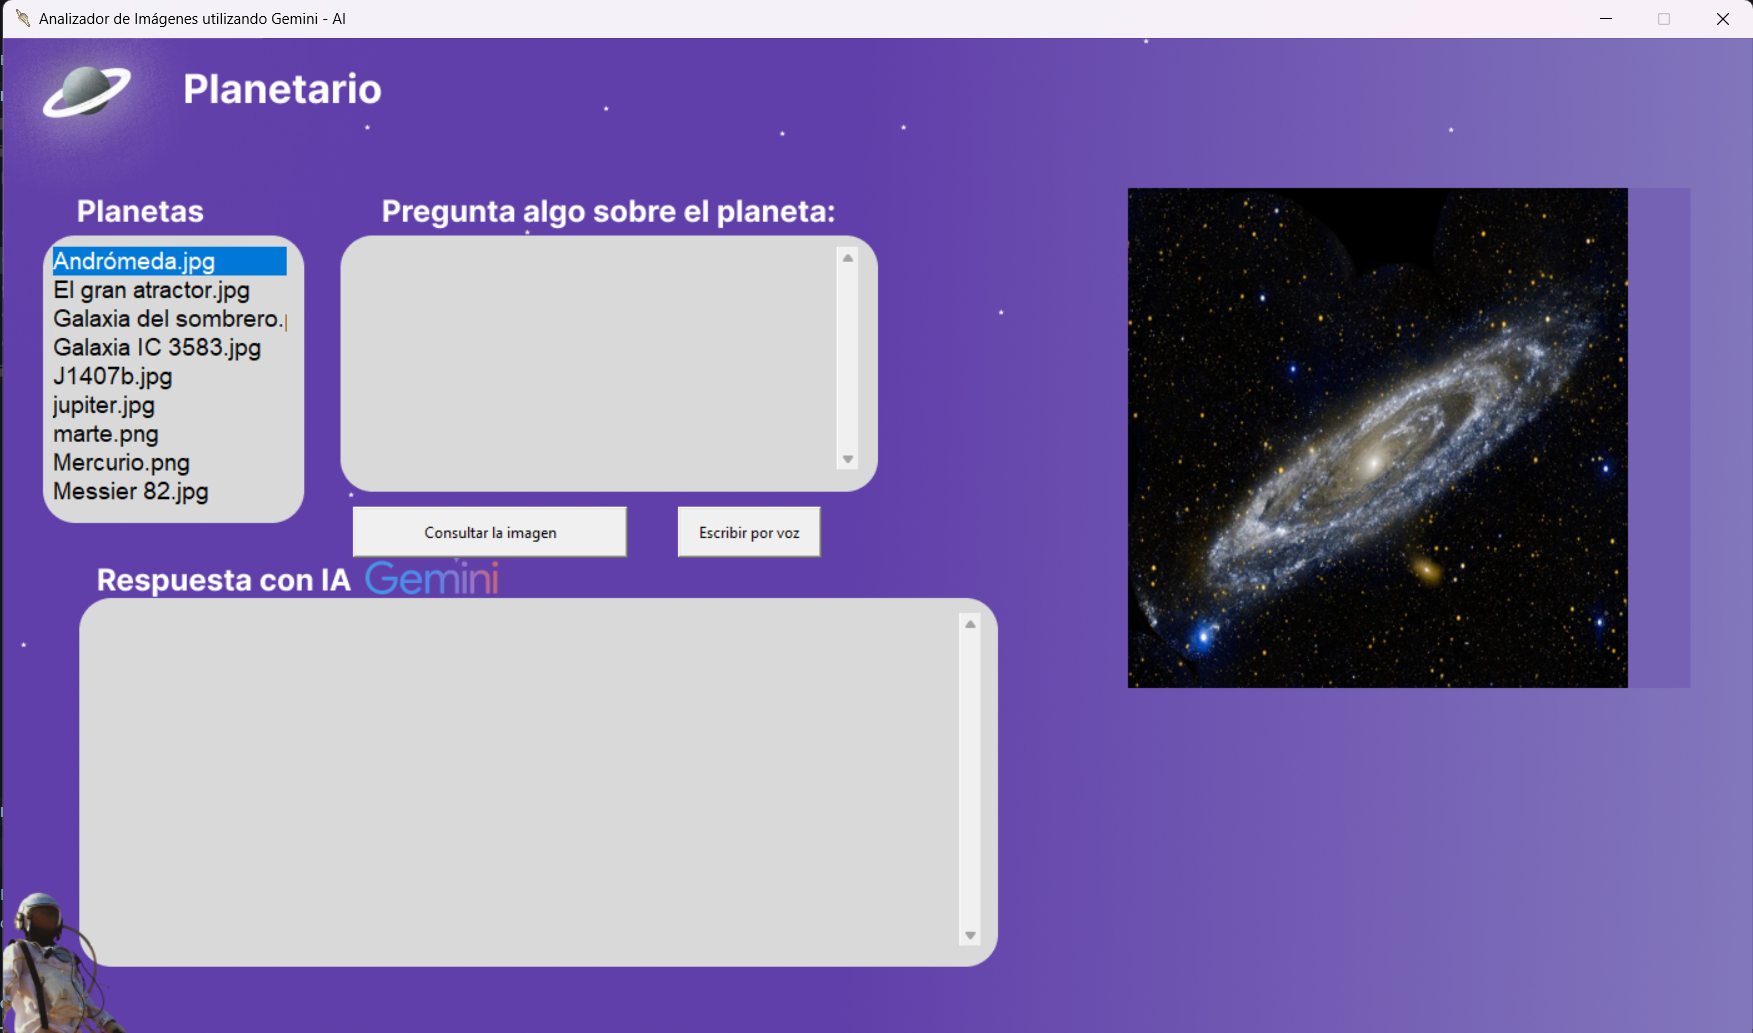 Analizador de Imágenes utilizando Gemini - AI
Planetario
Planetas
Pregunta algo sobre el planeta:
Andrómeda.jpg
El gran atractor.jpg
Galaxia del sombrero.
Galaxia IC 3583.jpg
J1407b.jpg
jupiter.jpg
marte.png
Mercurio.png
Messier 82.jpg
Consultar la imagen
Escribir por voz
Respuesta con IA Gemini